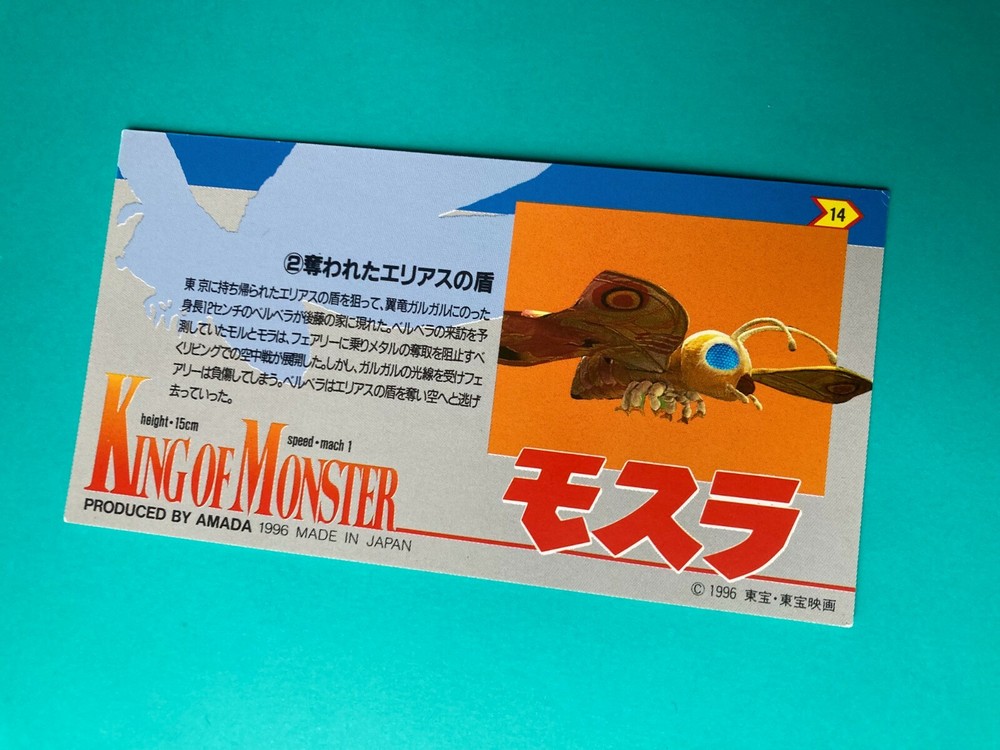 14
②奪われたエリアスの盾
東京に持ち帰られたエリアスの盾を狙って、翼竜ガルガルにのった
身長12センチのベルベラが後藤の家に現れた。ベルベラの来訪を予
測していたモルとモラは、フェアリーに乗りメタルの奪取を阻止すべ
くリビングでの空中戦が展開した。しかし、ガルガルの光線を受けフェ
アリーは負傷してしまう。ベルベラはエリアスの盾を奪い空へと逃げ
去っていった。
height・15cm
speed・mach 1
KING OF MONSTER
PRODUCED BY AMADA 1996 MADE IN JAPAN
モスラ
© 1996 東宝・東宝映画